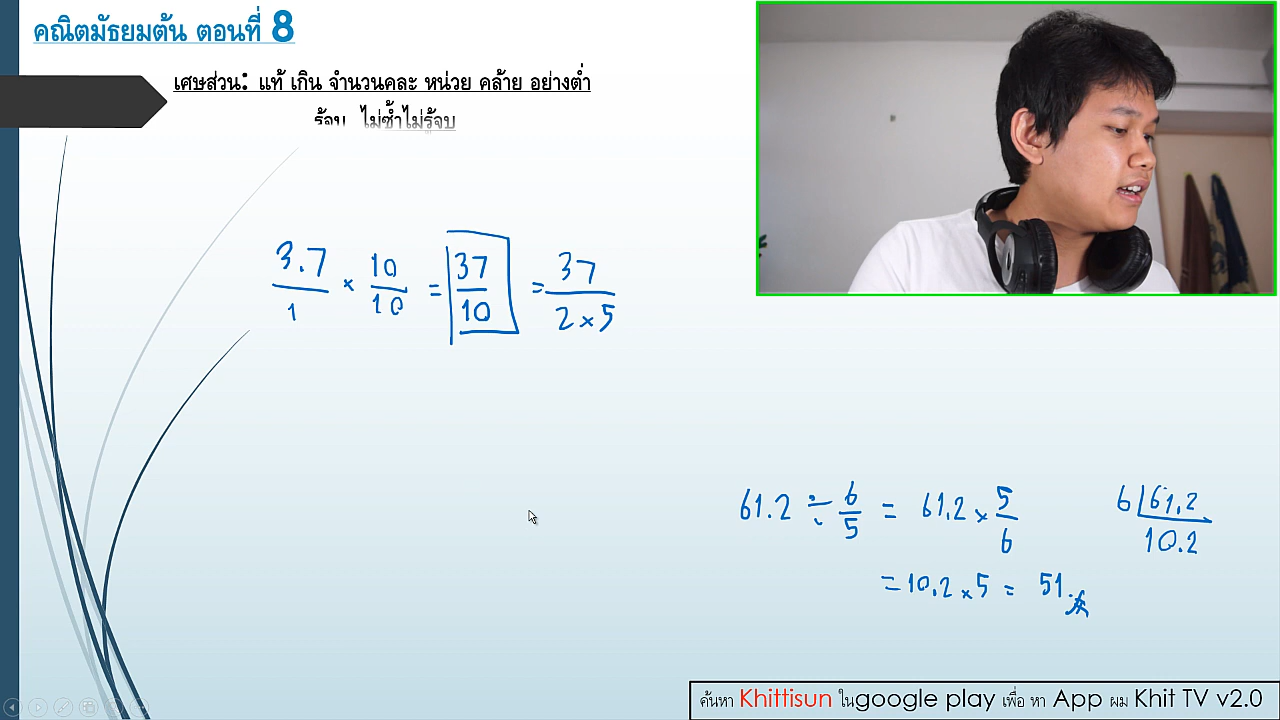 คณิตมัธยมต้น ตอนที่ 8
เศษส่วน: แท้ เกิน จำนวนคละ หน่วย คล้าย อย่างต่ำ
รู้จบ ไม่ซ้ำไม่รู้จบ
3.7/1 × 10/10 = 37/10 = 37/(2×5)
61.2 ÷ 6/5 = 61.2 × 5/6
= 10.2 × 5 = 51
6 61.2
10.2
ค้นหา Khittisun ในgoogle play เพื่อ หา App ผม Khit TV v2.0